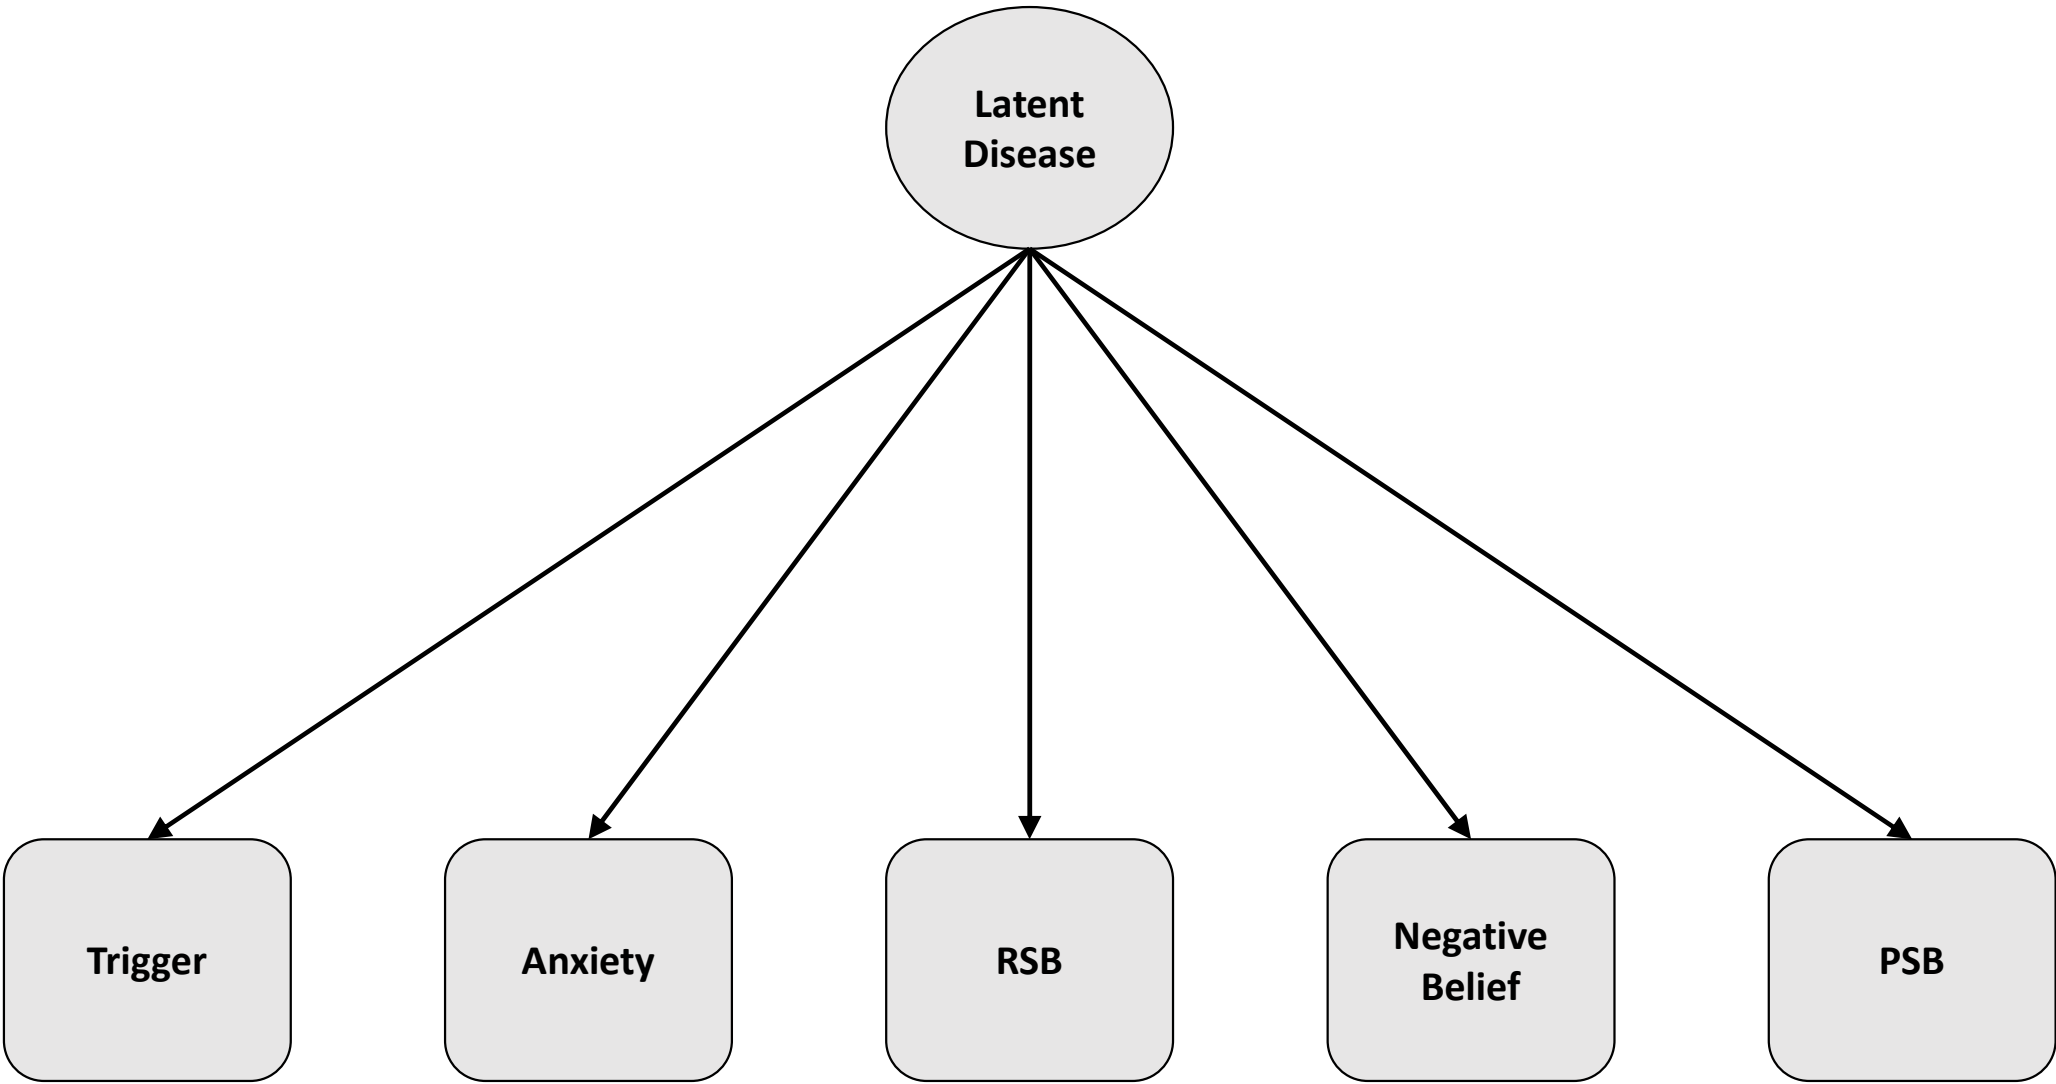 Latent
Disease
Trigger
Anxiety
RSB
Negative
Belief
PSB